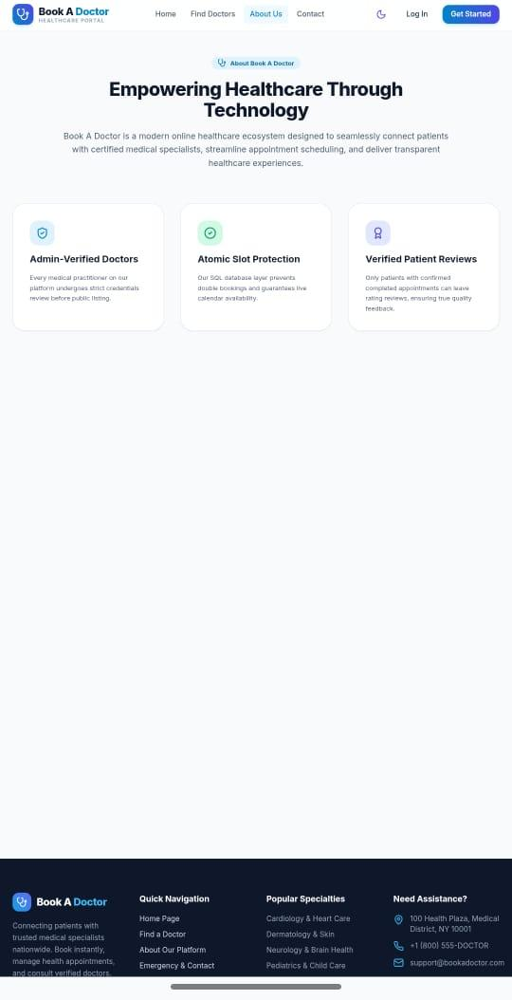 Book A Doctor
HEALTHCARE PORTAL
Home
Find Doctors
About Us
Contact
Log In
Get Started
About Book A Doctor
Empowering Healthcare Through
Technology
Book A Doctor is a modern online healthcare ecosystem designed to seamlessly connect patients
with certified medical specialists, streamline appointment scheduling, and deliver transparent
healthcare experiences.
Admin-Verified Doctors
Every medical practitioner on our
platform undergoes strict credentials
review before public listing.
Atomic Slot Protection
Our SQL database layer prevents
double bookings and guarantees live
calendar availability.
Verified Patient Reviews
Only patients with confirmed
completed appointments can leave
rating reviews, ensuring true quality
feedback.
Book A Doctor
Connecting patients with
trusted medical specialists
nationwide. Book instantly,
manage health appointments,
and consult verified doctors.
Quick Navigation
Home Page
Find a Doctor
About Our Platform
Emergency & Contact
Popular Specialties
Cardiology & Heart Care
Dermatology & Skin
Neurology & Brain Health
Pediatrics & Child Care
Need Assistance?
100 Health Plaza, Medical
District, NY 10001
+1 (800) 555-DOCTOR
support@bookadoctor.com